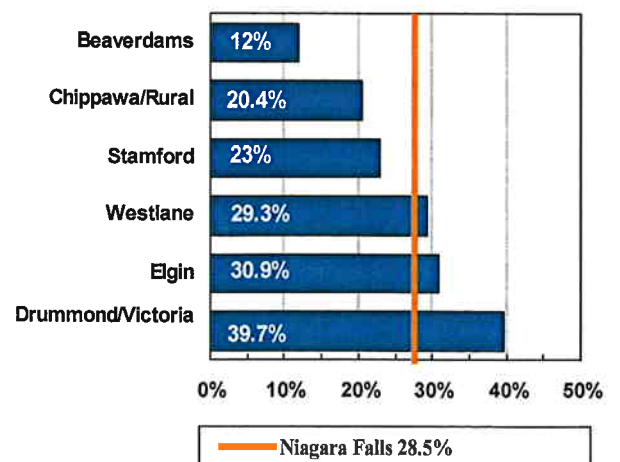 Beaverdams 12%
Chippawa/Rural 20.4%
Stamford 23%
Westlane 29.3%
Elgin 30.9%
Drummond/Victoria 39.7%
0% 10% 20% 30% 40% 50%
Niagara Falls 28.5%